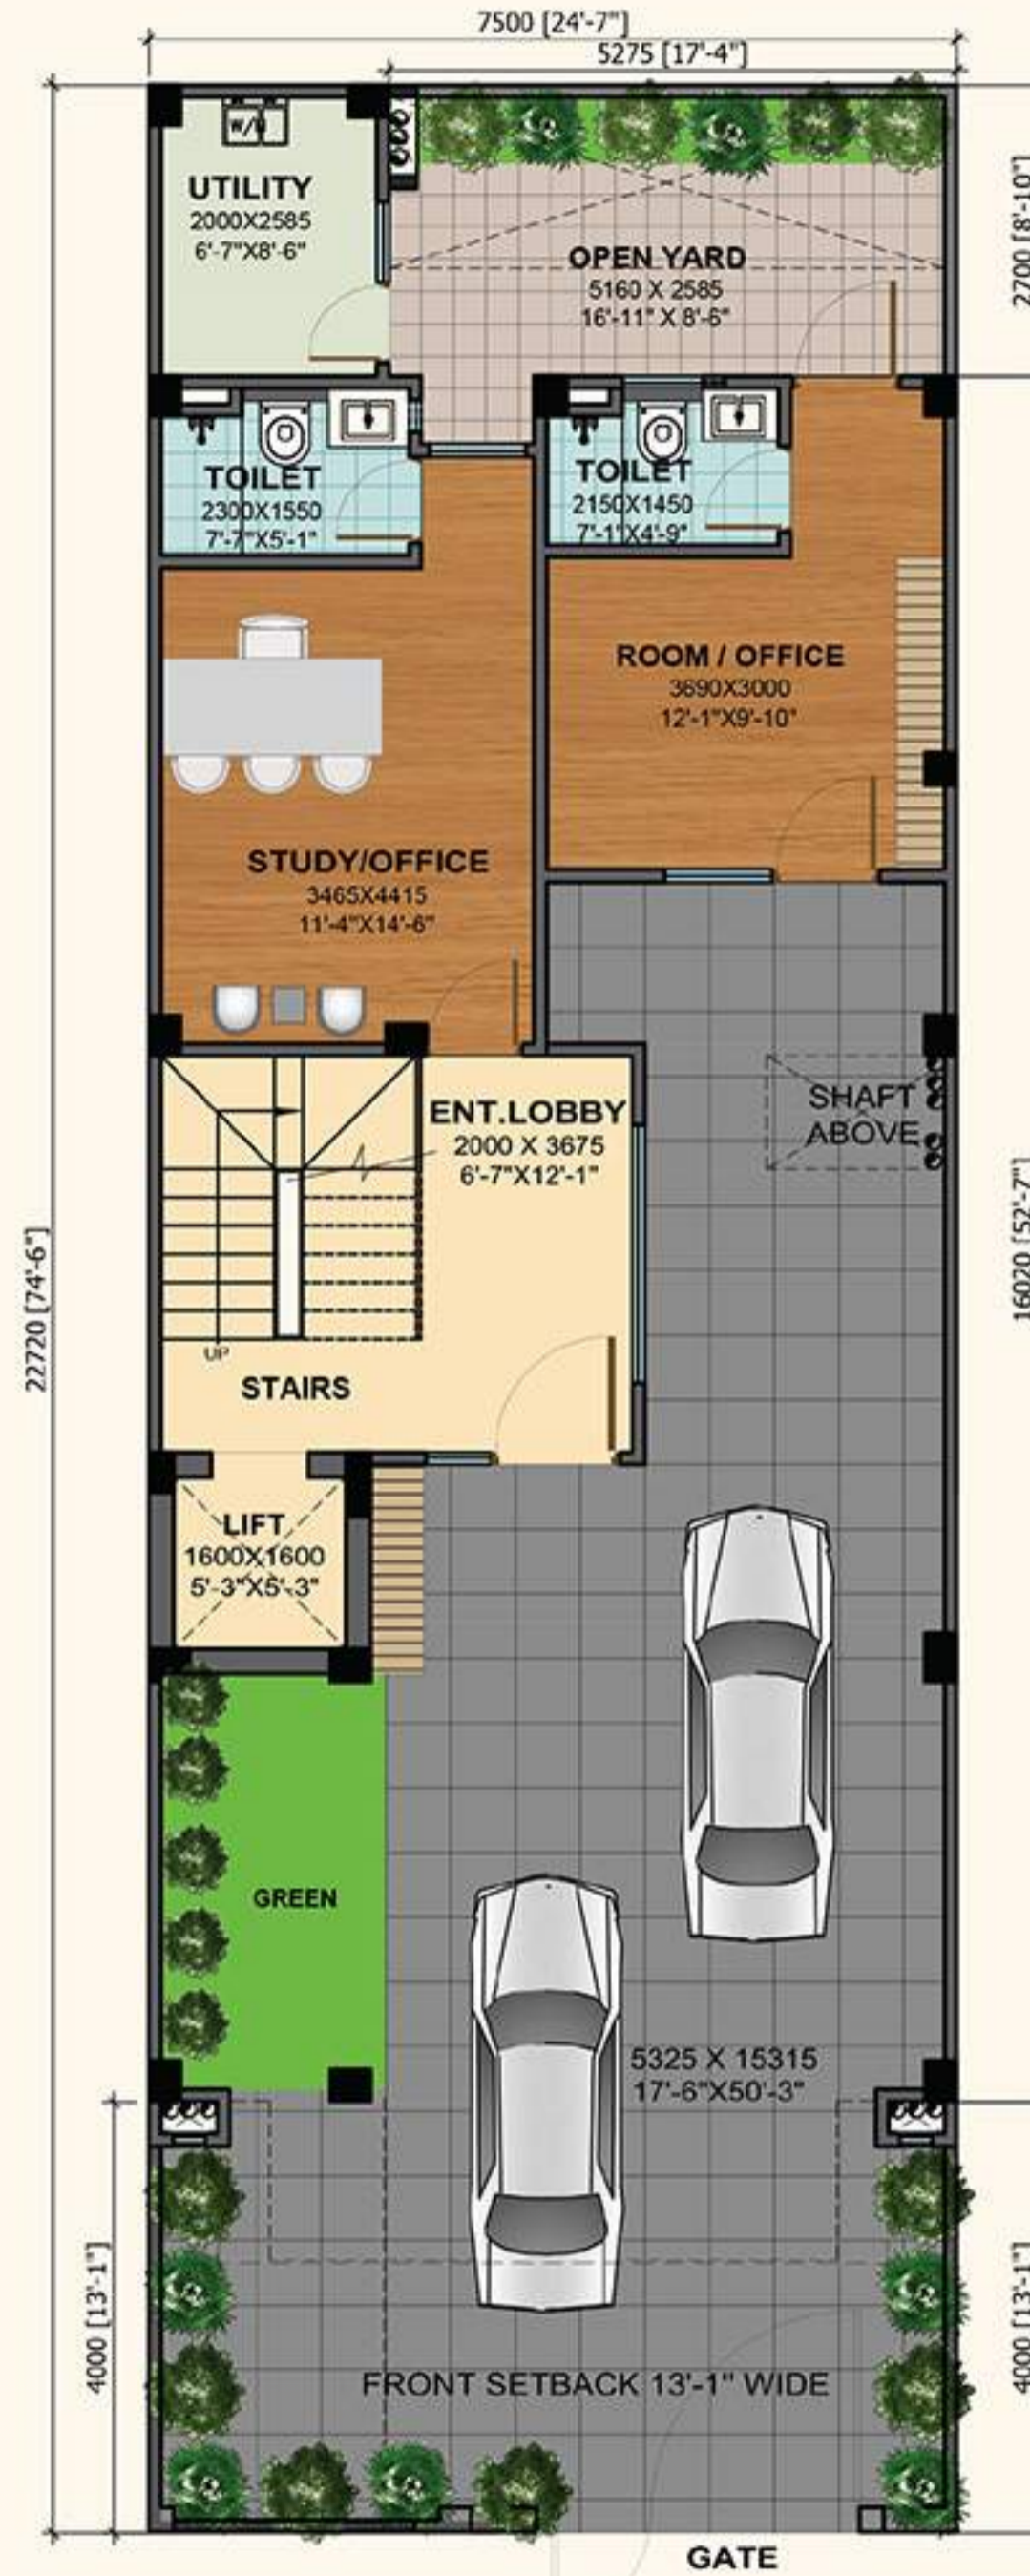 7500 [24'-7"]
5275 [17'-4"]
W/M
UTILITY
2000X2585
6'-7"X8'-6"
OPEN YARD
5160 X 2585
16'-11" X 8'-6"
2700 [8'-10"]
TOILET
2300X1550
7'-7"X5'-1"
TOILET
2150X1450
7'-1"X4'-9"
ROOM / OFFICE
3690X3000
12'-1"X9'-10"
STUDY/OFFICE
3465X4415
11'-4"X14'-6"
ENT.LOBBY
2000 X 3675
6'-7"X12'-1"
SHAFT
ABOVE
22720 [74'-6"]
16020 [52'-7"]
UP
STAIRS
LIFT
1600X1600
5'-3"X5'-3"
GREEN
5325 X 15315
17'-6"X50'-3"
4000 [13'-1"]
4000 [13'-1"]
FRONT SETBACK 13'-1" WIDE
GATE